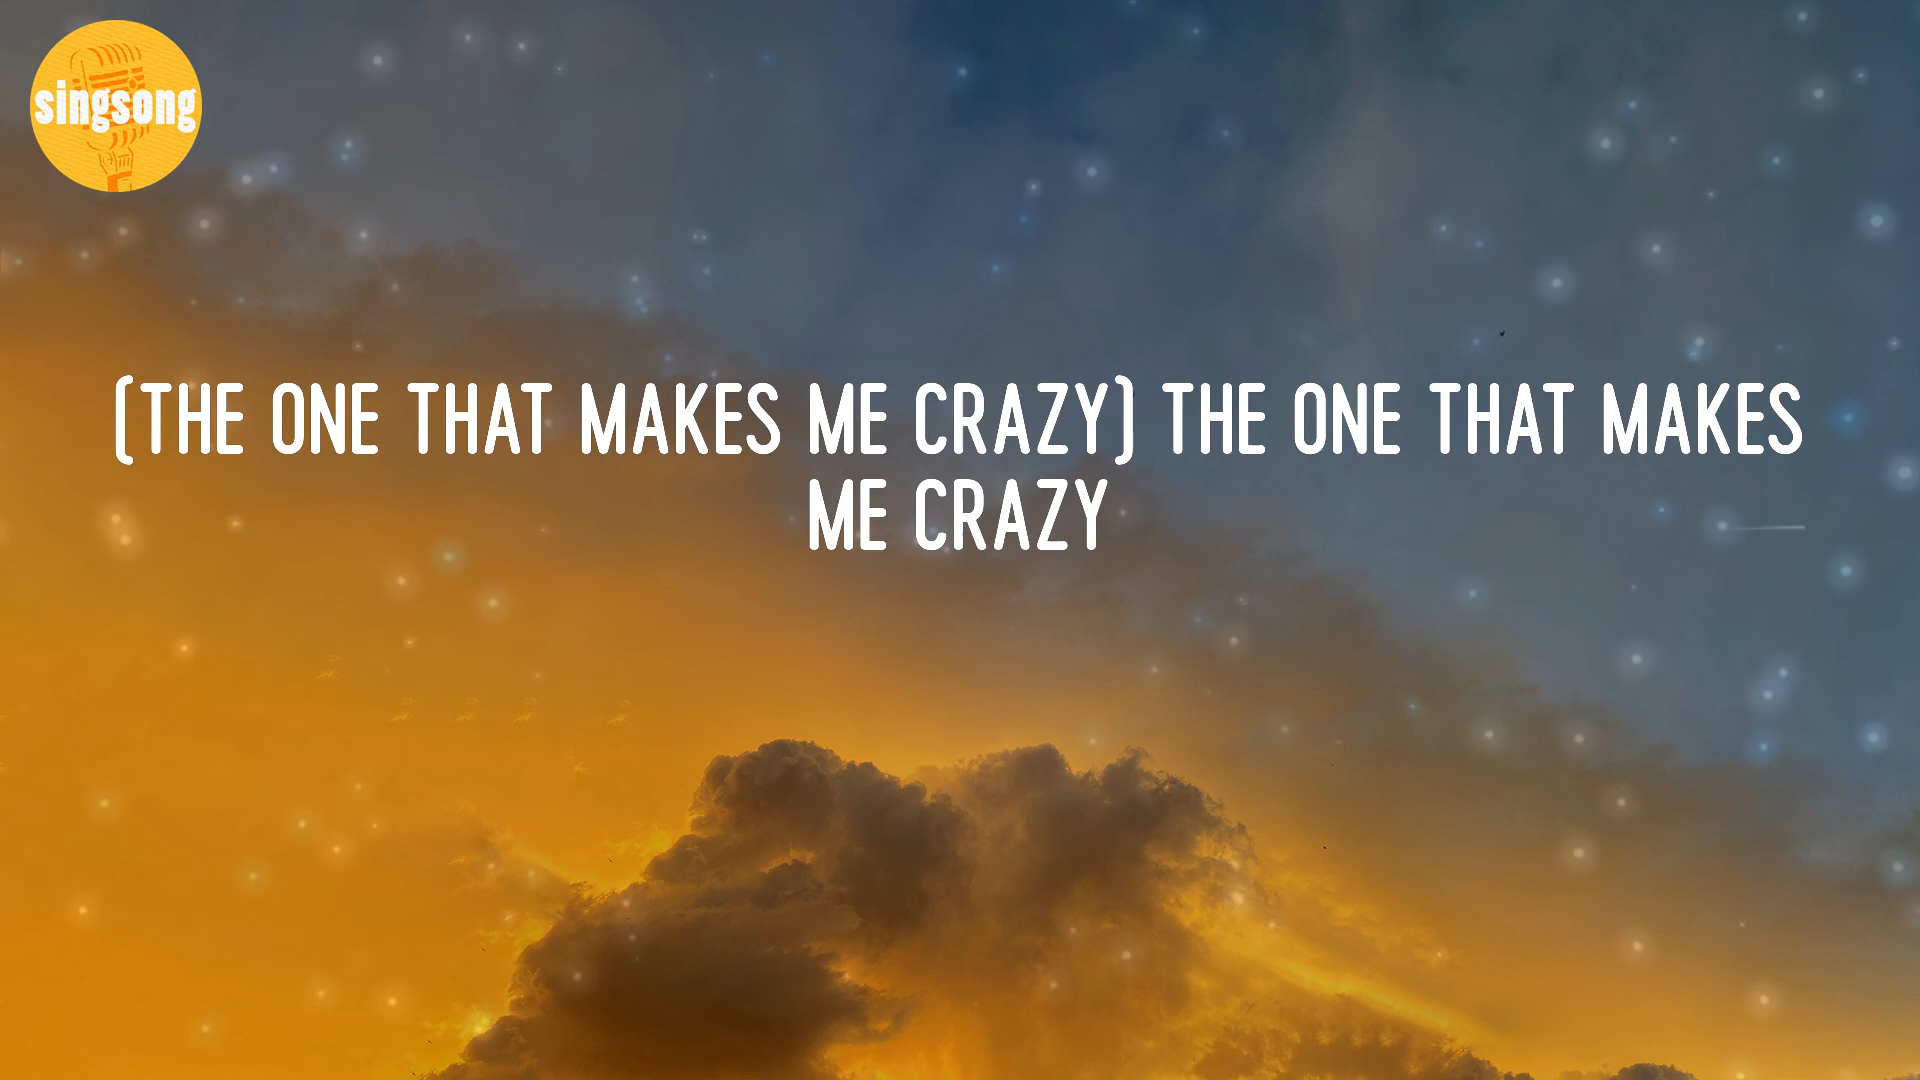 singsong
(THE ONE THAT MAKES ME CRAZY) THE ONE THAT MAKES
ME CRAZY